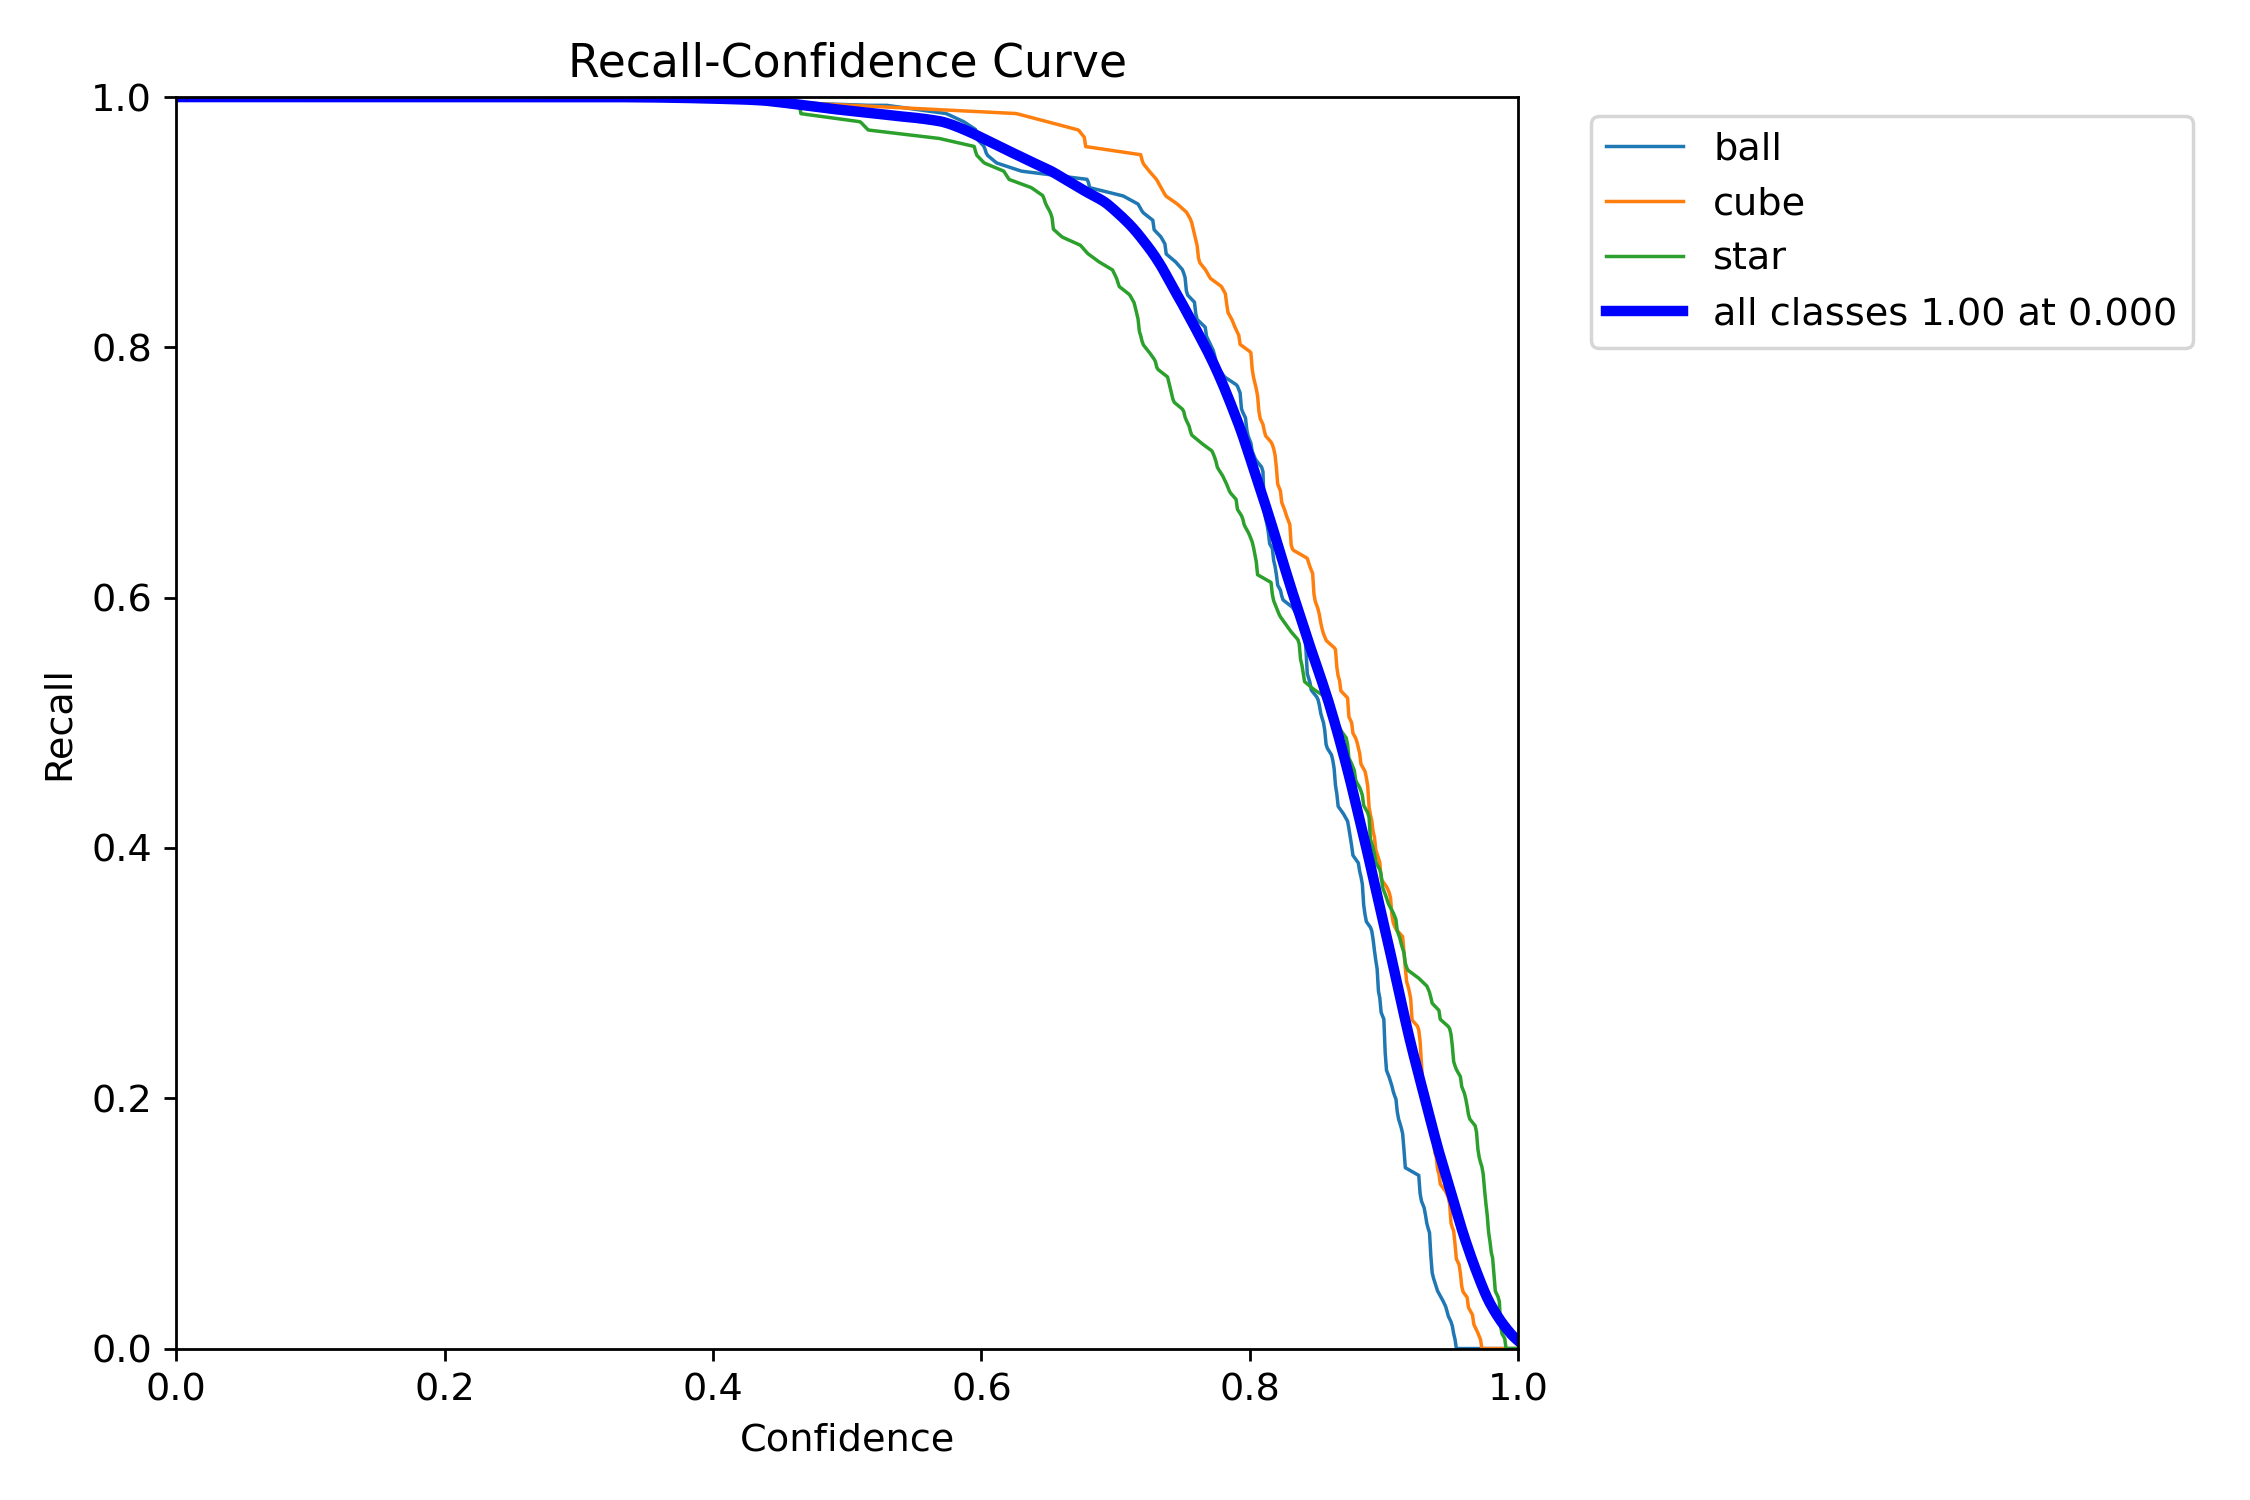 Recall-Confidence Curve
1.0
0.8
0.6
0.4
0.2
0.0
Recall
0.0 0.2 0.4 0.6 0.8 1.0
Confidence
ball
cube
star
all classes 1.00 at 0.000